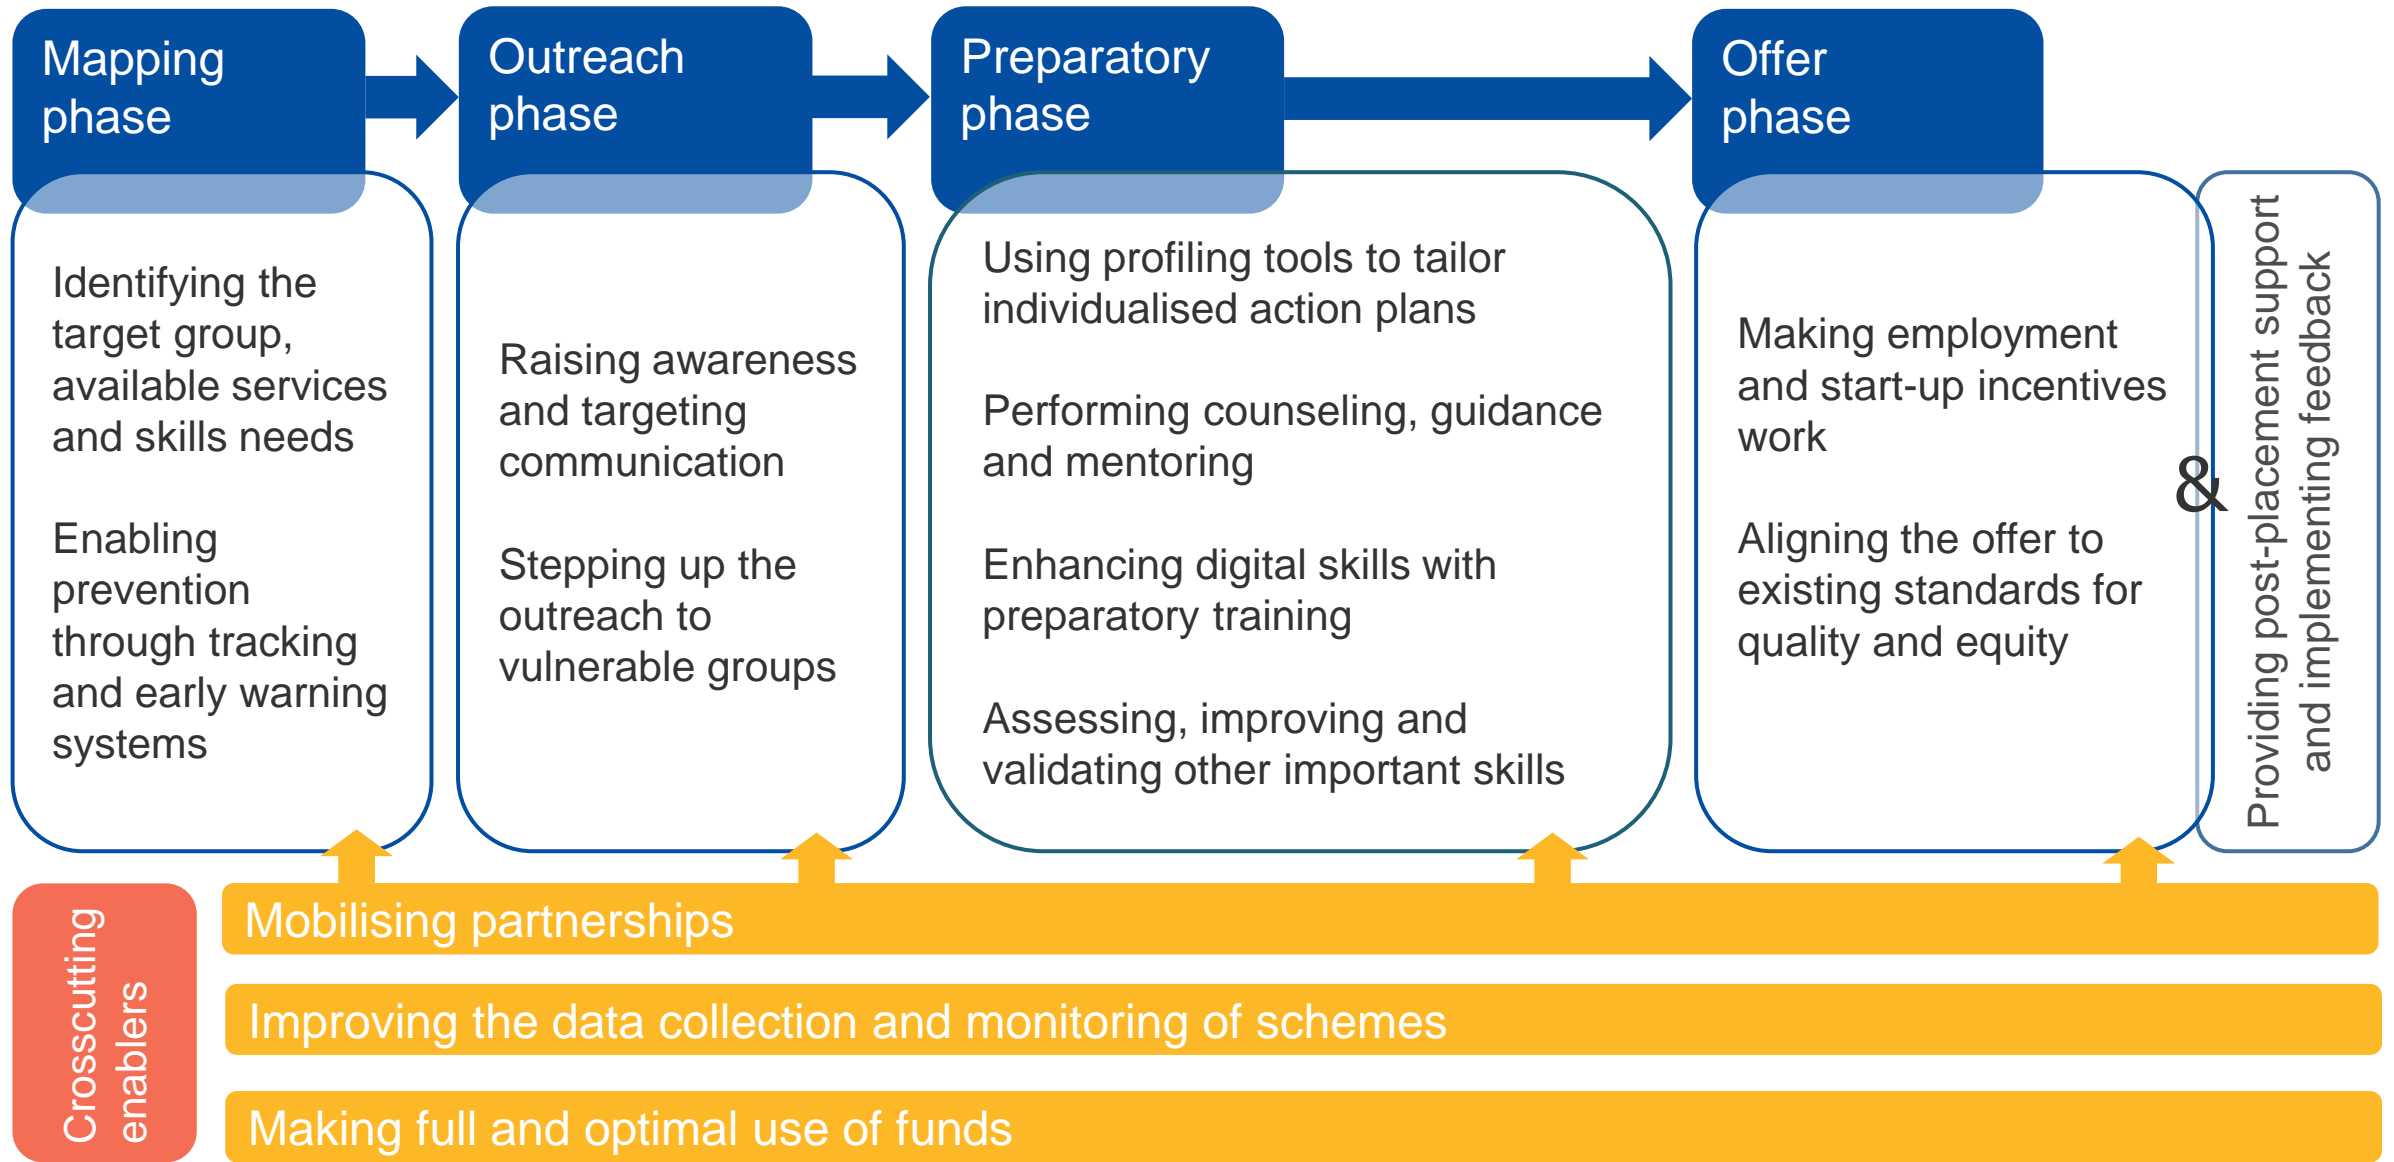 Mapping
phase
Identifying the
target group,
available services
and skills needs
Enabling
prevention
through tracking
and early warning
systems
Outreach
phase
Raising awareness
and targeting
communication
Stepping up the
outreach to
vulnerable groups
Preparatory
phase
Using profiling tools to tailor
individualised action plans
Performing counseling, guidance
and mentoring
Enhancing digital skills with
preparatory training
Assessing, improving and
validating other important skills
Offer
phase
Making employment
and start-up incentives
work
Aligning the offer to
existing standards for
quality and equity
&
Providing post-placement support
and implementing feedback
Crosscutting
enablers
Mobilising partnerships
Improving the data collection and monitoring of schemes
Making full and optimal use of funds